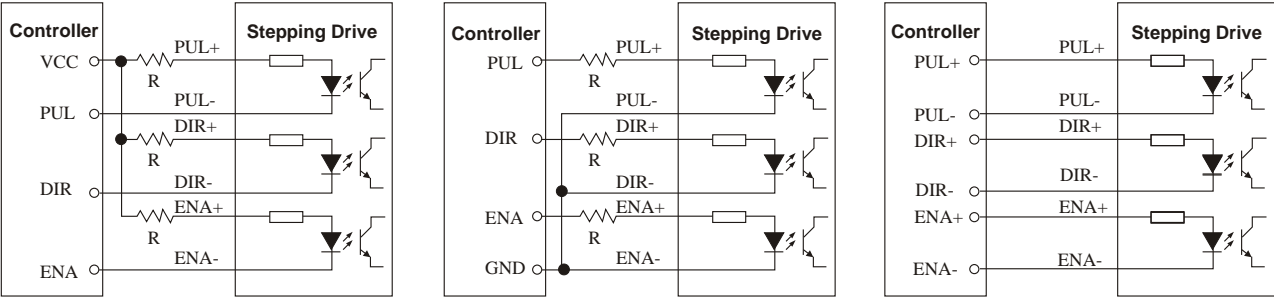 Controller
Stepping Drive
VCC
PUL+
R
PUL
PUL-
DIR+
R
DIR
DIR-
ENA+
R
ENA
ENA-
Controller
Stepping Drive
PUL
PUL+
R
PUL-
DIR
DIR+
R
DIR-
ENA
ENA+
R
GND
ENA-
Controller
Stepping Drive
PUL+
PUL+
PUL-
PUL-
DIR+
DIR+
DIR-
DIR-
ENA+
ENA+
ENA-
ENA-